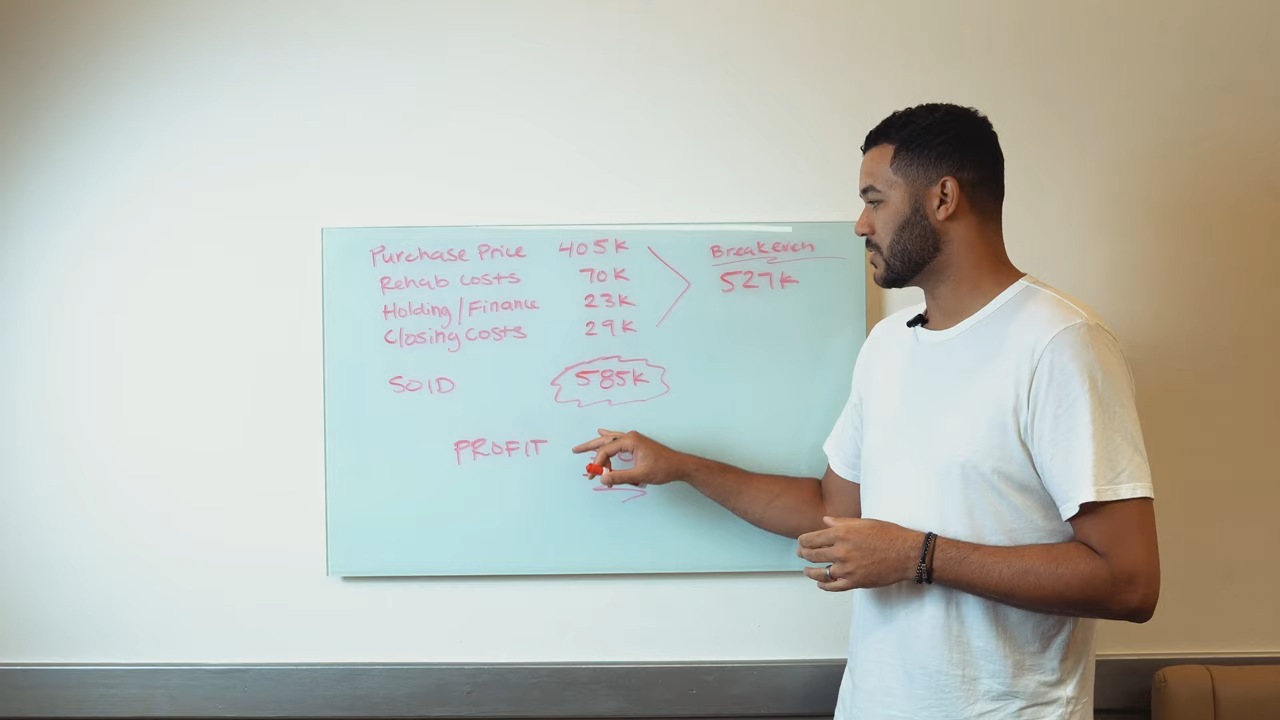 Purchase Price 405K
Rehab Costs 70K
Holding/Finance 23K
Closing Costs 29K
Breakeven
527K
SOLD 585K
PROFIT